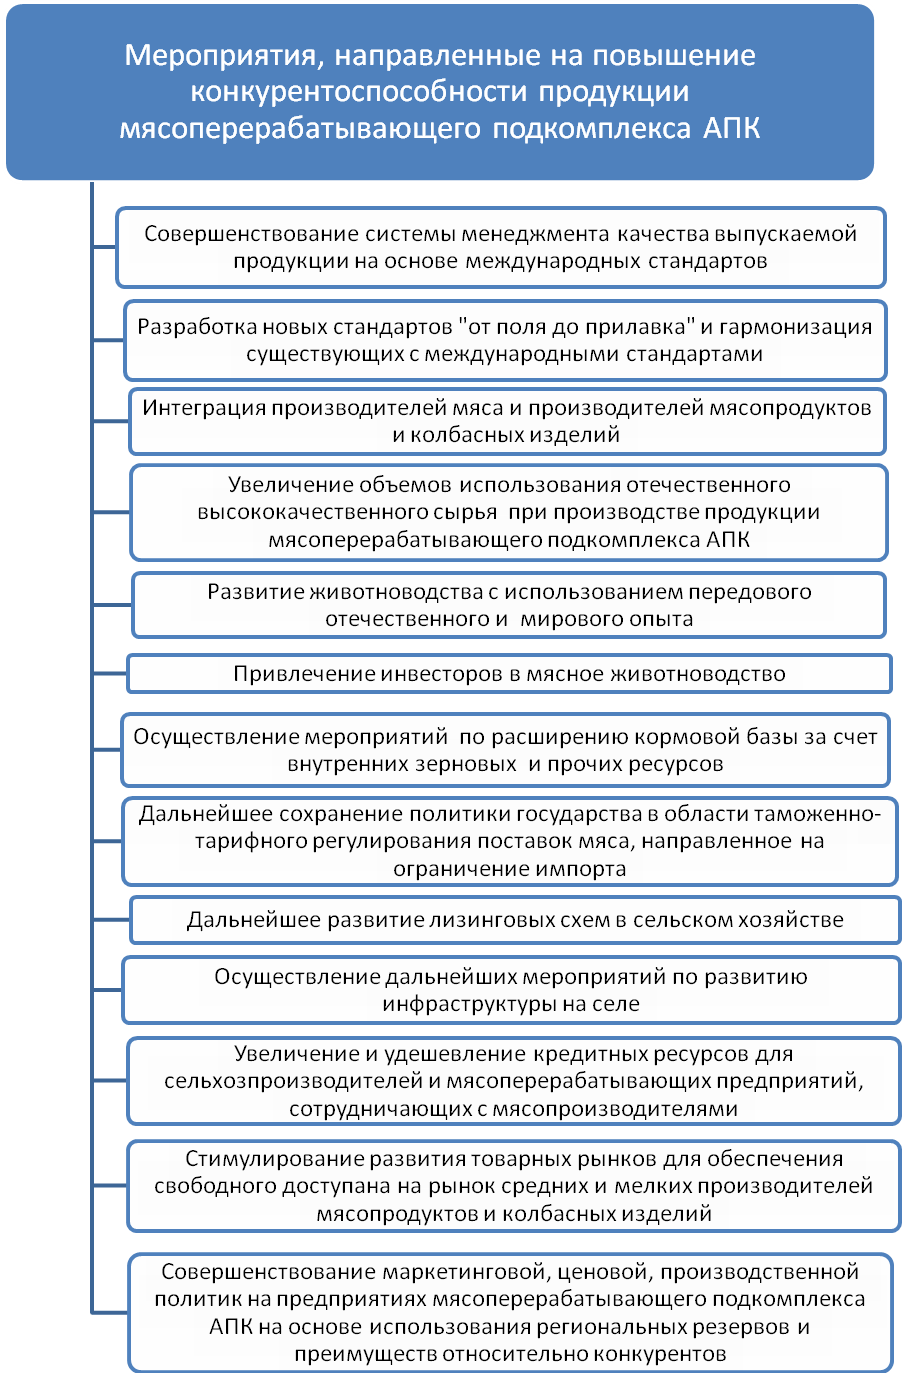 Мероприятия, направленные на повышение
конкурентоспособности продукции
мясоперерабатывающего подкомплекса АПК
Совершенствование системы менеджмента качества выпускаемой
продукции на основе международных стандартов
Разработка новых стандартов "от поля до прилавка" и гармонизация
существующих с международными стандартами
Интеграция производителей мяса и производителей мясопродуктов
и колбасных изделий
Увеличение объемов использования отечественного
высококачественного сырья при производстве продукции
мясоперерабатывающего подкомплекса АПК
Развитие животноводства с использованием передового
отечественного и мирового опыта
Привлечение инвесторов в мясное животноводство
Осуществление мероприятий по расширению кормовой базы за счет
внутренних зерновых и прочих ресурсов
Дальнейшее сохранение политики государства в области таможенно-
тарифного регулирования поставок мяса, направленное на
ограничение импорта
Дальнейшее развитие лизинговых схем в сельском хозяйстве
Осуществление дальнейших мероприятий по развитию
инфраструктуры на селе
Увеличение и удешевление кредитных ресурсов для
сельхозпроизводителей и мясоперерабатывающих предприятий,
сотрудничающих с мясопроизводителями
Стимулирование развития товарных рынков для обеспечения
свободного доступана на рынок средних и мелких производителей
мясопродуктов и колбасных изделий
Совершенствование маркетинговой, ценовой, производственной
политик на предприятиях мясоперерабатывающего подкомплекса
АПК на основе использования региональных резервов и
преимуществ относительно конкурентов